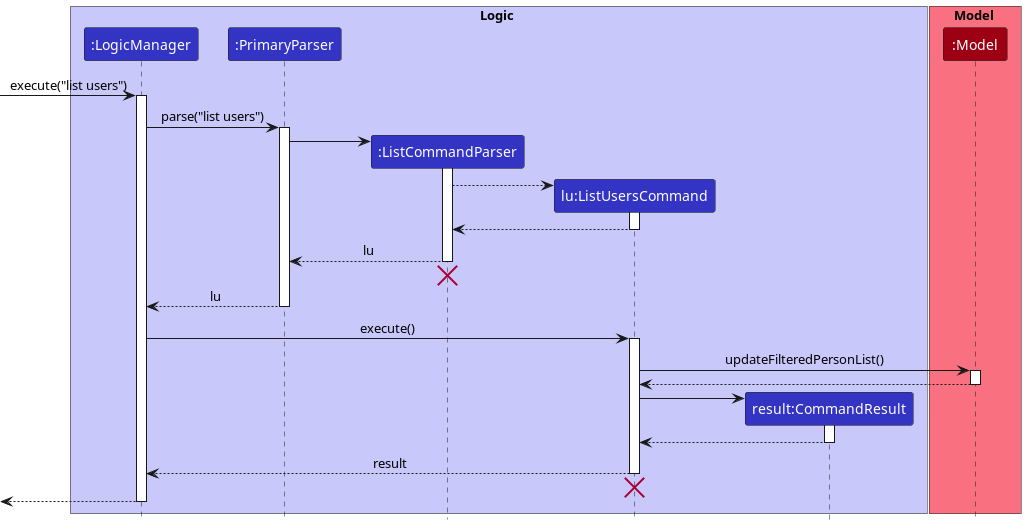 Logic
Model
:LogicManager
:PrimaryParser
:Model
execute("list users")
parse("list users")
:ListCommandParser
lu:ListUsersCommand
lu
lu
execute()
updateFilteredPersonList()
result:CommandResult
result